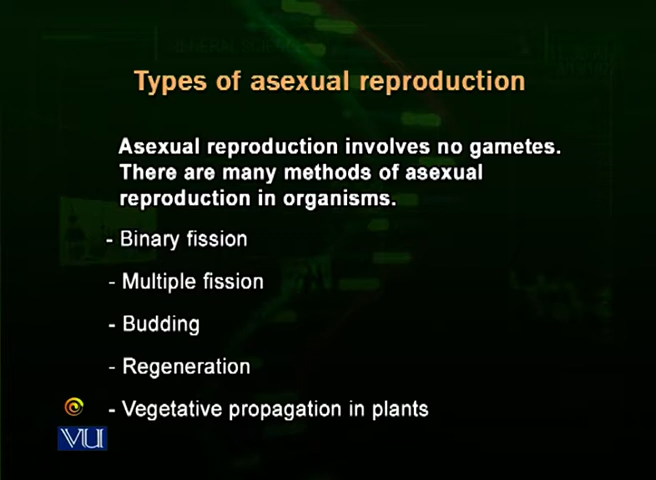 Types of asexual reproduction
Asexual reproduction involves no gametes.
There are many methods of asexual
reproduction in organisms.
- Binary fission
- Multiple fission
- Budding
- Regeneration
- Vegetative propagation in plants
VU